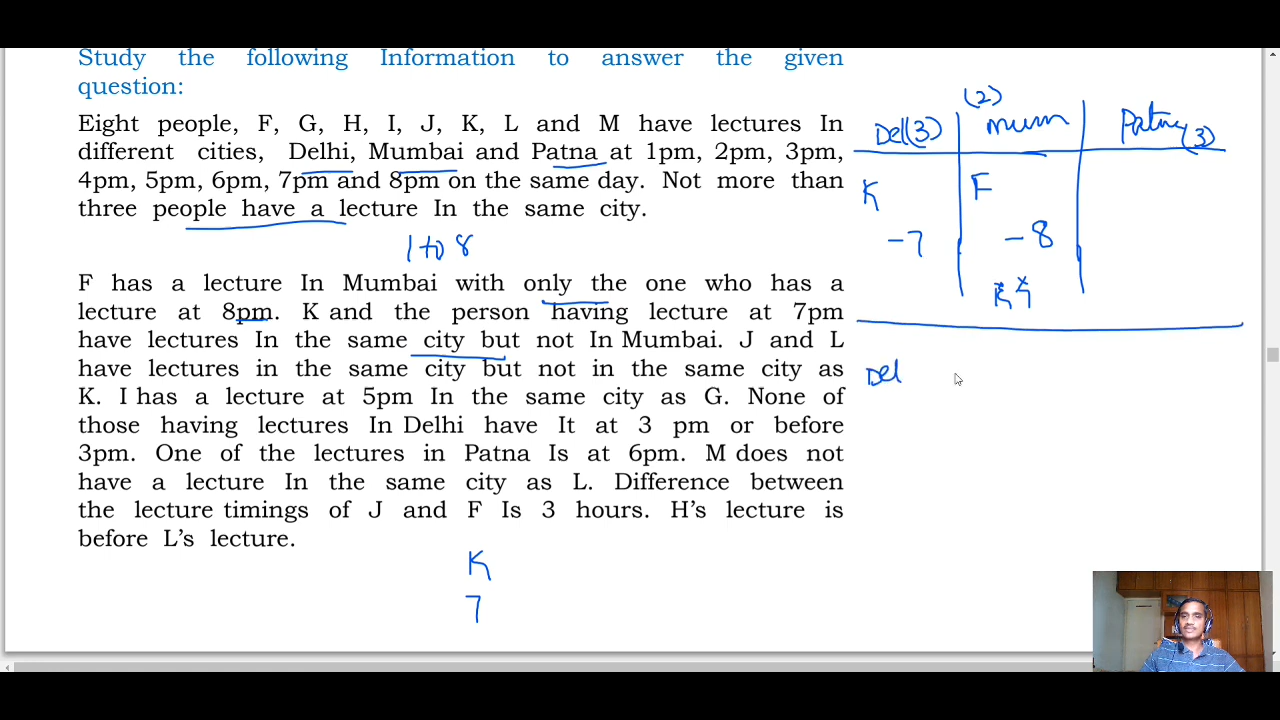 Study the following Information to answer the given
question:
Eight people, F, G, H, I, J, K, L and M have lectures In
different cities, Delhi, Mumbai and Patna at 1pm, 2pm, 3pm,
4pm, 5pm, 6pm, 7pm and 8pm on the same day. Not more than
three people have a lecture In the same city.
1 to 8
F has a lecture In Mumbai with only the one who has a
lecture at 8pm. K and the person having lecture at 7pm
have lectures In the same city but not In Mumbai. J and L
have lectures in the same city but not in the same city as
K. I has a lecture at 5pm In the same city as G. None of
those having lectures In Delhi have It at 3 pm or before
3pm. One of the lectures in Patna Is at 6pm. M does not
have a lecture In the same city as L. Difference between
the lecture timings of J and F Is 3 hours. H's lecture is
before L's lecture.
K
7
(2)
Del(3) mum Patna(3)
K F
-7 -8
Del